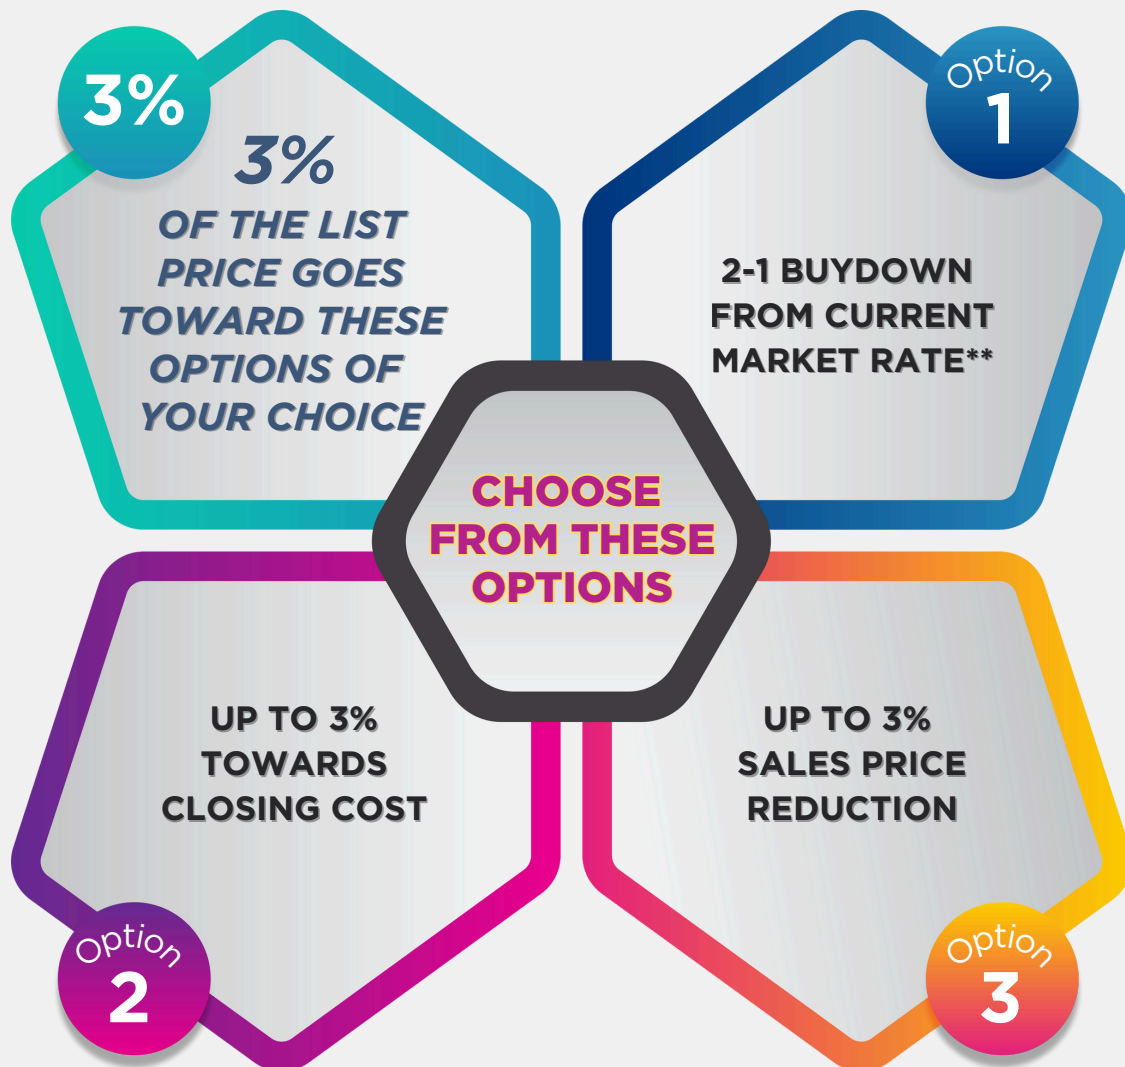 3%
3%
OF THE LIST
PRICE GOES
TOWARD THESE
OPTIONS OF
YOUR CHOICE
Option
1
2-1 BUYDOWN
FROM CURRENT
MARKET RATE**
CHOOSE
FROM THESE
OPTIONS
UP TO 3%
TOWARDS
CLOSING COST
Option
2
UP TO 3%
SALES PRICE
REDUCTION
Option
3